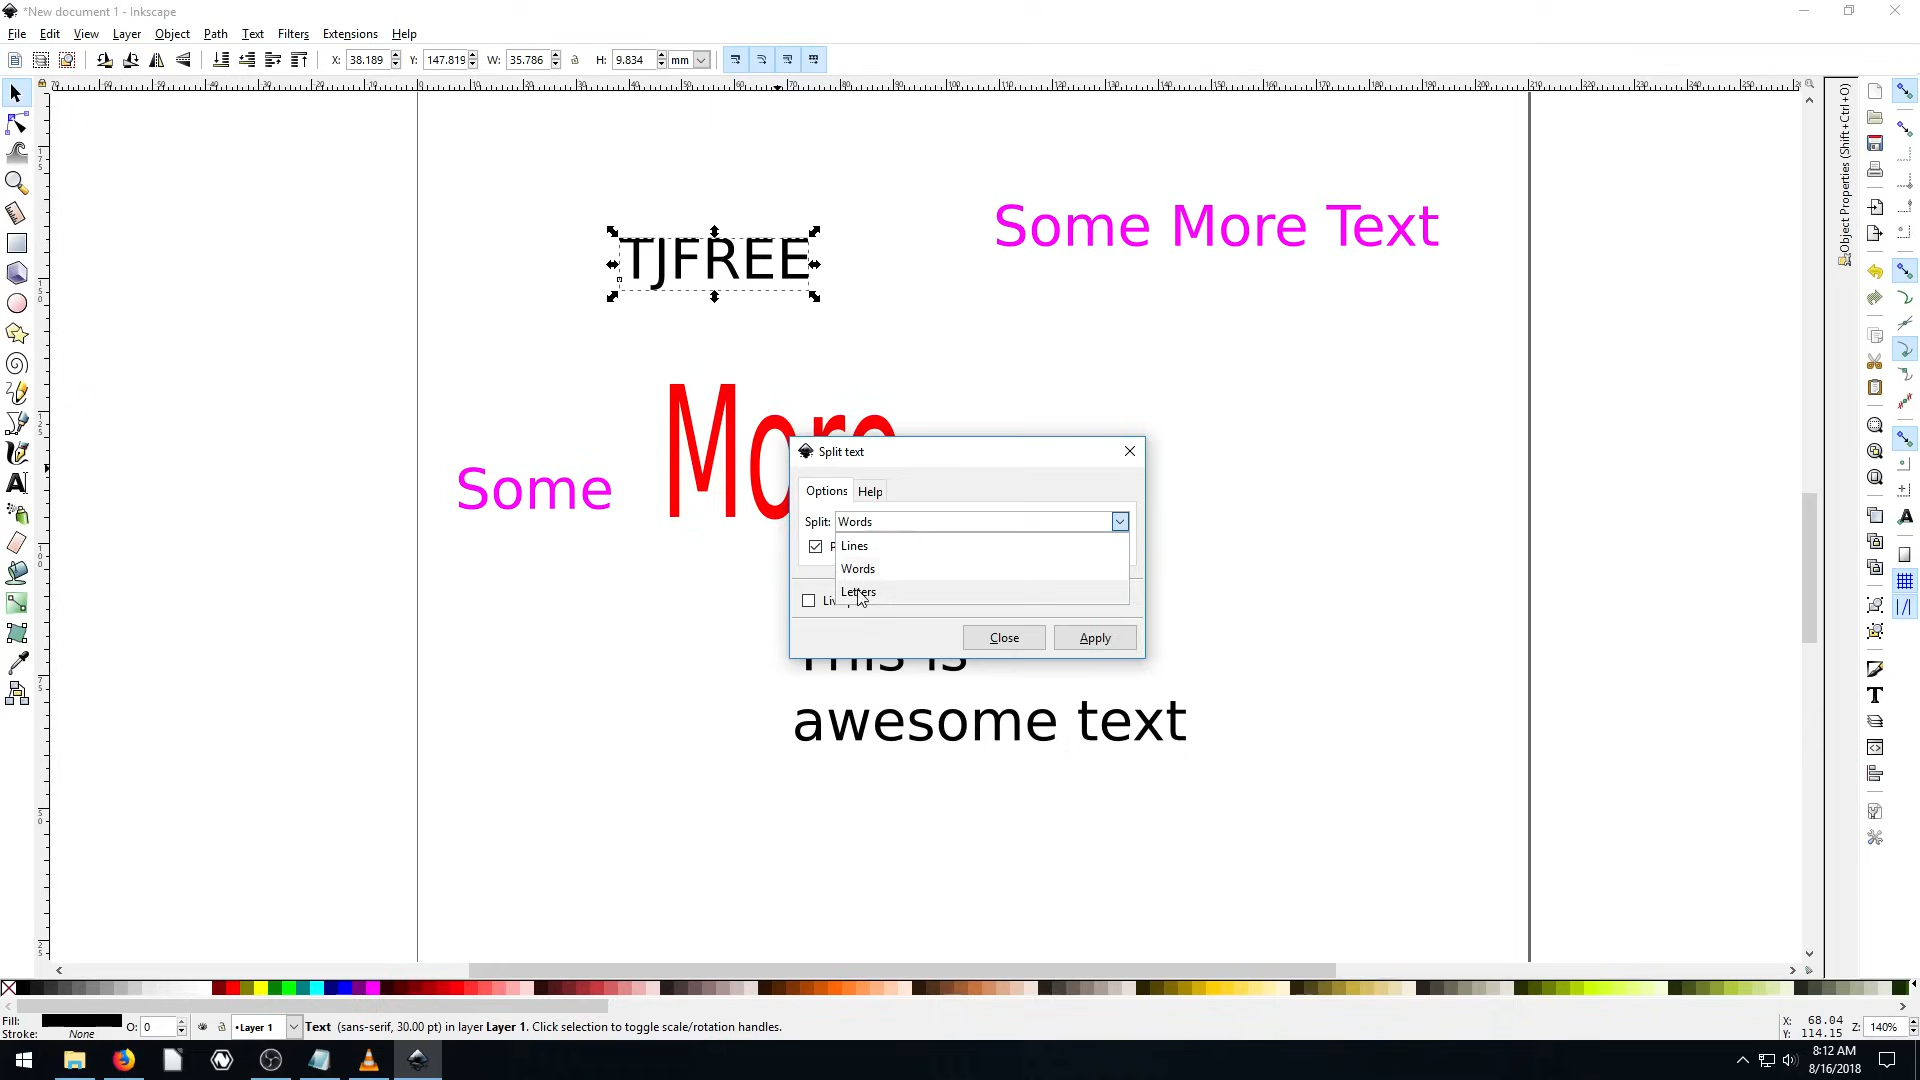 *New document 1 - Inkscape
File Edit View Layer Object Path Text Filters Extensions Help
X: 38.189 Y: 147.819 W: 35.786 H: 9.834 mm
Object Properties (Shift+Ctrl+O)
TJFREE
Some More Text
More
Some
Split text
Options Help
Split: Words
Lines
Words
Letters
Close Apply
This is
awesome text
Fill:
Stroke: None
O: 0
•Layer 1
Text (sans-serif, 30.00 pt) in layer Layer 1. Click selection to toggle scale/rotation handles.
X: 68.04
Y: 114.15
Z: 140%
8:12 AM
8/16/2018